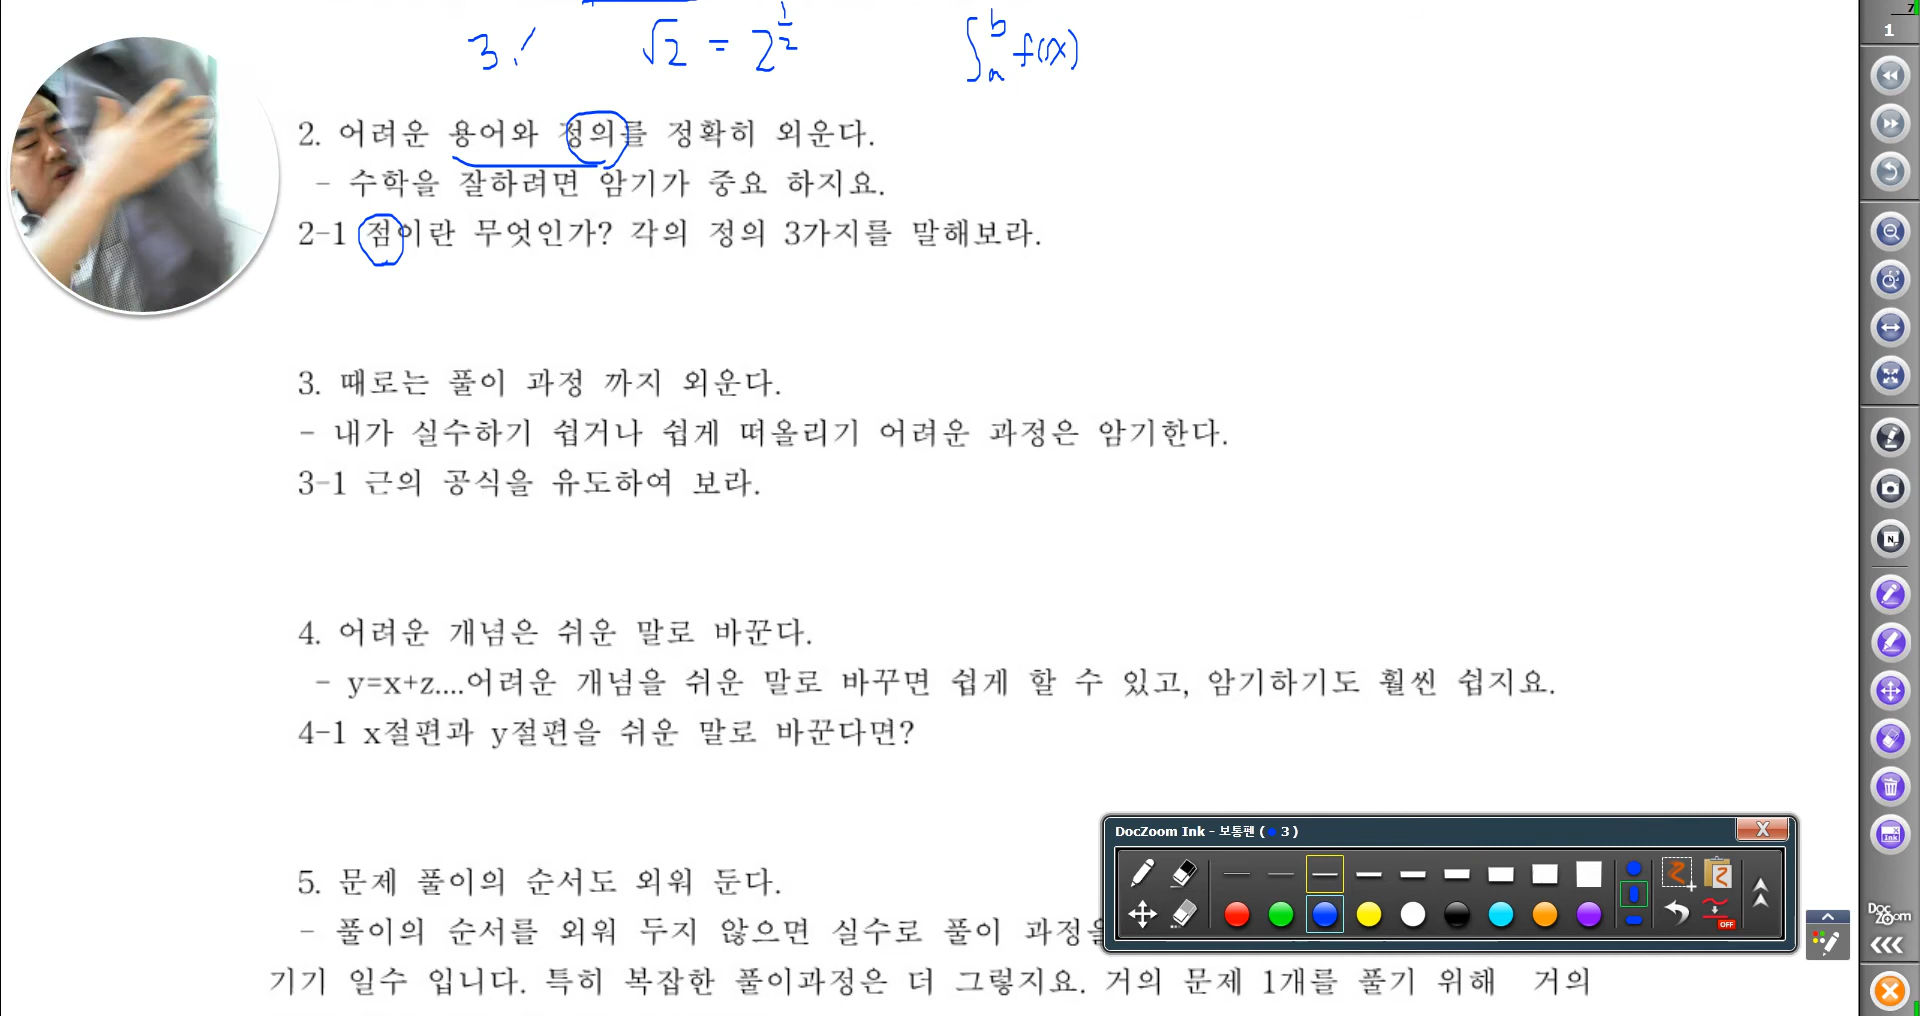 7
1
3! √2 = 2^{1/2} ∫_a^b f(x)
2. 어려운 용어와 정의를 정확히 외운다.
- 수학을 잘하려면 암기가 중요 하지요.
2-1 점이란 무엇인가? 각의 정의 3가지를 말해보라.
3. 때로는 풀이 과정 까지 외운다.
- 내가 실수하기 쉽거나 쉽게 떠올리기 어려운 과정은 암기한다.
3-1 근의 공식을 유도하여 보라.
4. 어려운 개념은 쉬운 말로 바꾼다.
- y=x+z....어려운 개념을 쉬운 말로 바꾸면 쉽게 할 수 있고, 암기하기도 훨씬 쉽지요.
4-1 x절편과 y절편을 쉬운 말로 바꾼다면?
DocZoom Ink - 보통펜 ( 3 )
5. 문제 풀이의 순서도 외워 둔다.
- 풀이의 순서를 외워 두지 않으면 실수로 풀이 과정을
OFF
기기 일수 입니다. 특히 복잡한 풀이과정은 더 그렇지요. 거의 문제 1개를 풀기 위해 거의
N
Ink
Doc Zoom